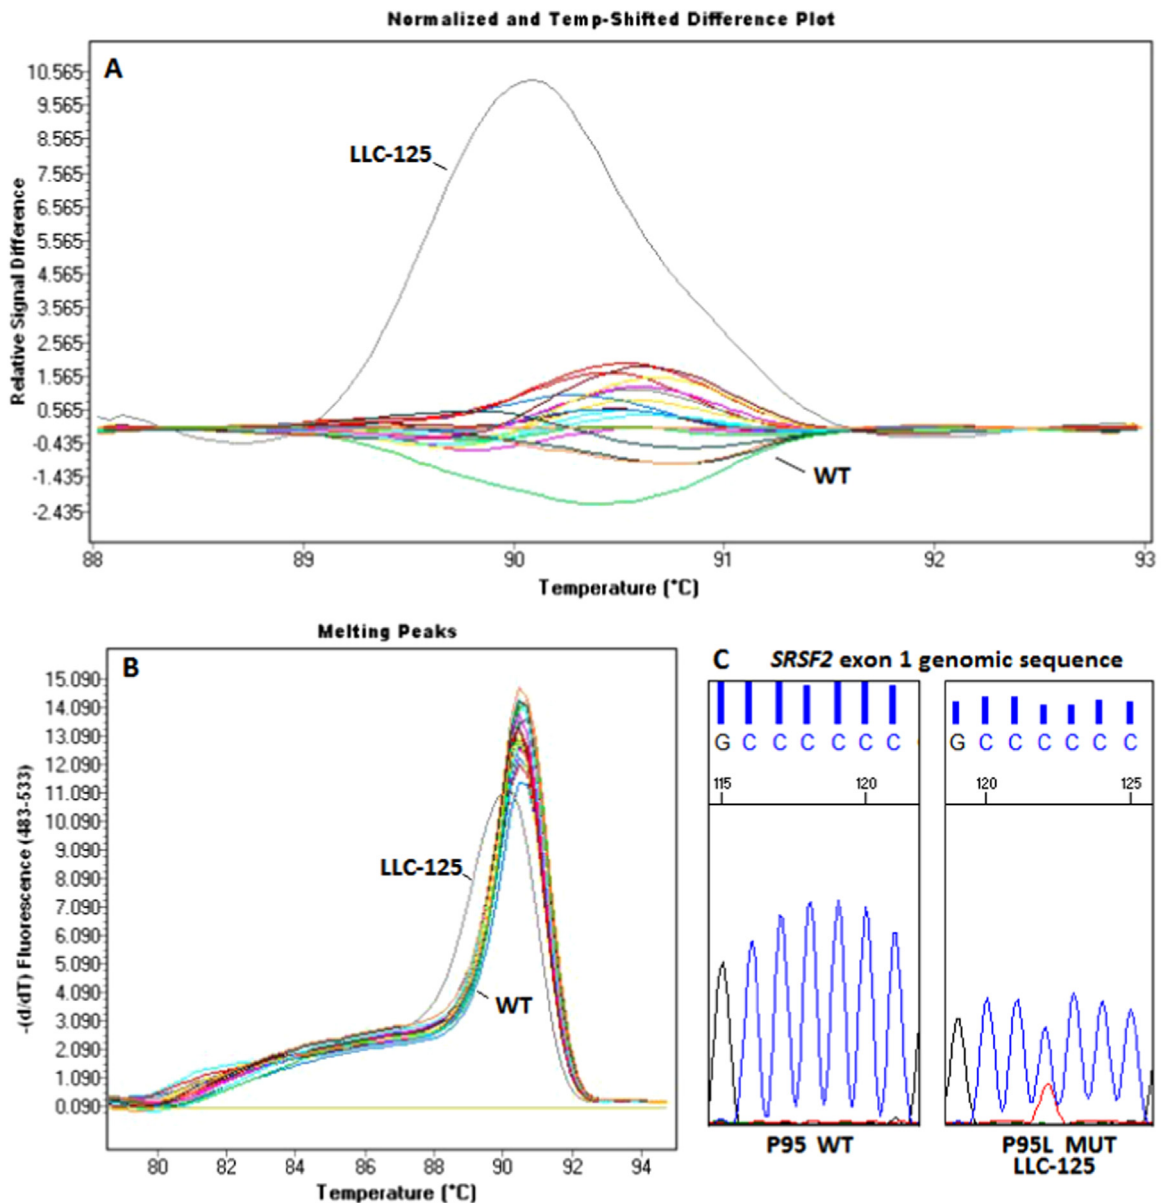 Normalized and Temp-Shifted Difference Plot
A
Relative Signal Difference
10.565
9.565
8.565
7.565
6.565
5.565
4.565
3.565
2.565
1.565
0.565
-0.435
-1.435
-2.435
LLC-125
WT
88 89 90 91 92 93
Temperature (°C)
Melting Peaks
B
-(d/dT) Fluorescence (483-533)
15.090
14.090
13.090
12.090
11.090
10.090
9.090
8.090
7.090
6.090
5.090
4.090
3.090
2.090
1.090
0.090
LLC-125
WT
80 82 84 86 88 90 92 94
Temperature (°C)
C SRSF2 exon 1 genomic sequence
G C C C C C C
115 120
P95 WT
G C C C C C C
120 125
P95L MUT
LLC-125